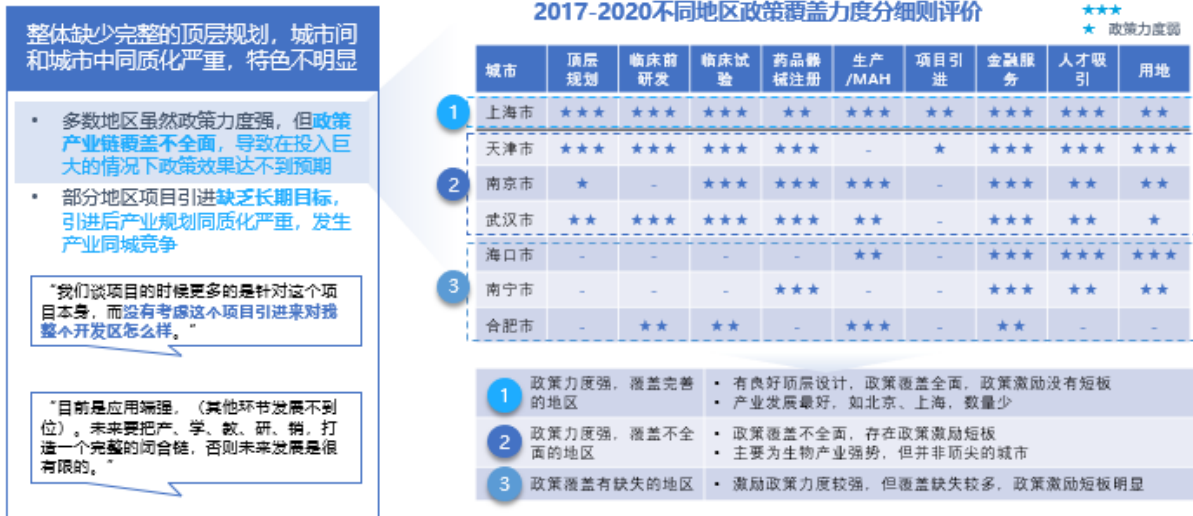 整体缺少完整的顶层规划，城市间
和城市中同质化严重，特色不明显
• 多数地区虽然政策力度强，但政策
产业链覆盖不全面，导致在投入巨
大的情况下政策效果达不到预期
• 部分地区项目引进缺乏长期目标，
引进后产业规划同质化严重，发生
产业同城竞争
“我们谈项目的时候更多的是针对这个项
目本身，而没有考虑这个项目引进来对我
整个开发区怎么样。”
“目前是应用端强，（其他环节发展不到
位）。未来要把产、学、教、研、销，打
造一个完整的闭合链，否则未来发展是很
有限的。”
2017-2020不同地区政策覆盖力度分细则评价
★★★
★ 政策力度弱
城市 顶层规划 临床前研发 临床试验 药品器械注册 生产/MAH 项目引进 金融服务 人才吸引 用地
1 上海市 ★★★ ★★★ ★★★ ★★ ★★★ ★★ ★★★ ★★★ ★★
天津市 ★★★ ★★★ ★★★ ★★★ - ★ ★★★ ★★★ ★★★
2 南京市 ★ - ★★★ ★★★ ★★★ - ★★★ ★★ ★★
武汉市 ★★ ★★★ ★★★ ★★★ ★★ - ★★★ ★★ ★
海口市 - - - - ★★ - ★★★ ★★★ ★★★
3 南宁市 - - - ★★★ - - ★★★ ★★ ★★
合肥市 - ★★ ★★ - ★★★ - ★★ - -
1 政策力度强，覆盖完善的地区
• 有良好顶层设计，政策覆盖全面，政策激励没有短板
• 产业发展最好，如北京、上海，数量少
2 政策力度强，覆盖不全面的地区
• 政策覆盖不全面，存在政策激励短板
• 主要为生物产业强势，但并非顶尖的城市
3 政策覆盖有缺失的地区
• 激励政策力度较强，但覆盖缺失较多，政策激励短板明显